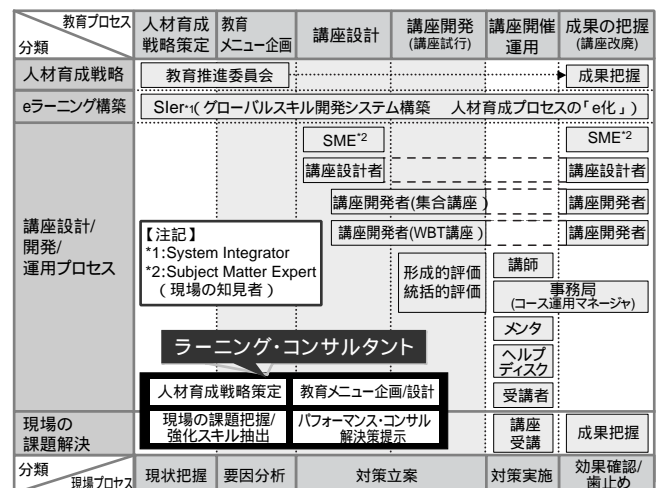 教育プロセス
分類
人材育成
戦略策定
教育
メニュー企画
講座設計
講座開発
(講座試行)
講座開催
運用
成果の把握
(講座改廃)
人材育成戦略
教育推進委員会
成果把握
eラーニング構築
SIer*1(グローバルスキル開発システム構築 人材育成プロセスの「e化」)
講座設計/
開発/
運用プロセス
SME*2
SME*2
講座設計者
講座設計者
講座開発者(集合講座)
講座開発者
講座開発者(WBT講座)
講座開発者
【注記】
*1:System Integrator
*2:Subject Matter Expert
(現場の知見者)
形成的評価
統括的評価
講師
事務局
(コース運用マネージャ)
メンタ
ヘルプ
ディスク
受講者
ラーニング・コンサルタント
人材育成戦略策定
教育メニュー企画/設計
現場の
課題解決
現場の課題把握/
強化スキル抽出
パフォーマンス・コンサル
解決策提示
講座
受講
成果把握
分類
現場プロセス
現状把握
要因分析
対策立案
対策実施
効果確認/
歯止め